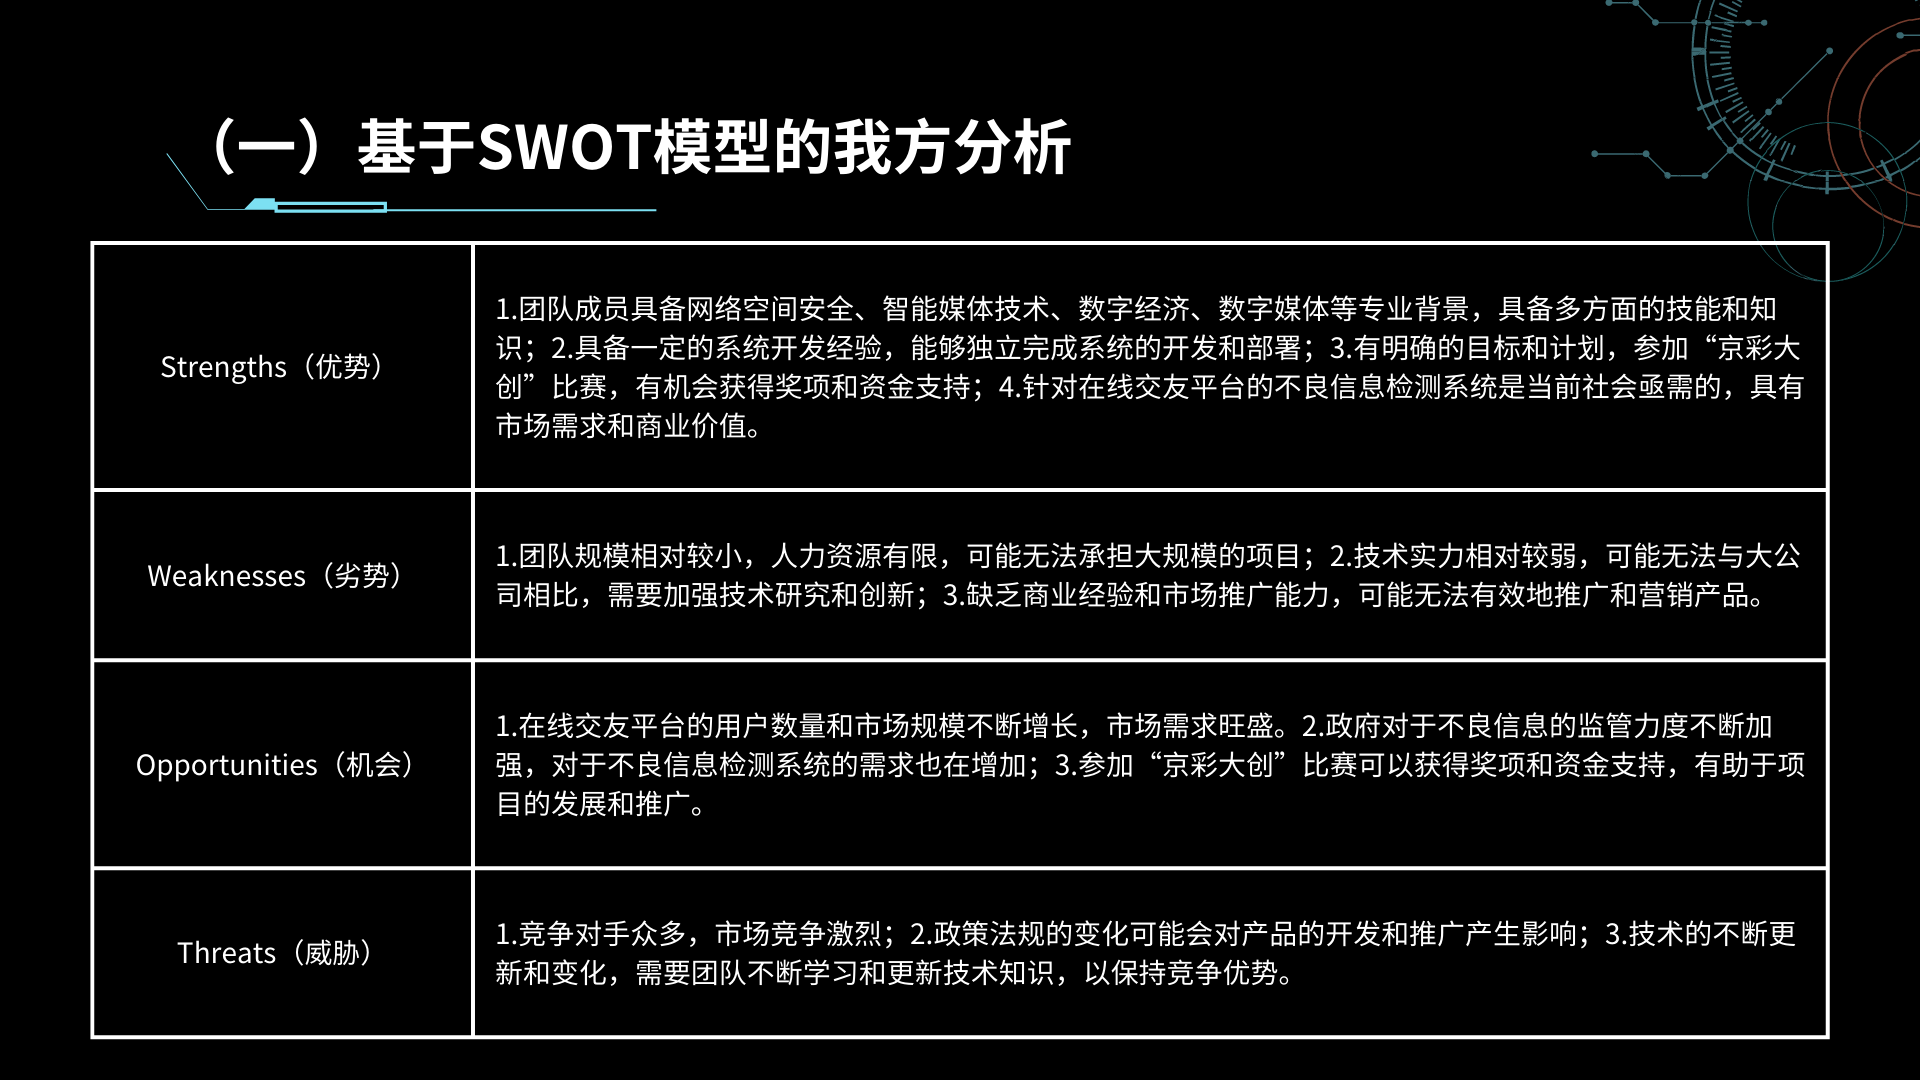 （一）基于SWOT模型的我方分析
Strengths（优势）
1.团队成员具备网络空间安全、智能媒体技术、数字经济、数字媒体等专业背景，具备多方面的技能和知
识；2.具备一定的系统开发经验，能够独立完成系统的开发和部署；3.有明确的目标和计划，参加“京彩大
创”比赛，有机会获得奖项和资金支持；4.针对在线交友平台的不良信息检测系统是当前社会亟需的，具有
市场需求和商业价值。
Weaknesses（劣势）
1.团队规模相对较小，人力资源有限，可能无法承担大规模的项目；2.技术实力相对较弱，可能无法与大公
司相比，需要加强技术研究和创新；3.缺乏商业经验和市场推广能力，可能无法有效地推广和营销产品。
Opportunities（机会）
1.在线交友平台的用户数量和市场规模不断增长，市场需求旺盛。2.政府对于不良信息的监管力度不断加
强，对于不良信息检测系统的需求也在增加；3.参加“京彩大创”比赛可以获得奖项和资金支持，有助于项
目的发展和推广。
Threats（威胁）
1.竞争对手众多，市场竞争激烈；2.政策法规的变化可能会对产品的开发和推广产生影响；3.技术的不断更
新和变化，需要团队不断学习和更新技术知识，以保持竞争优势。